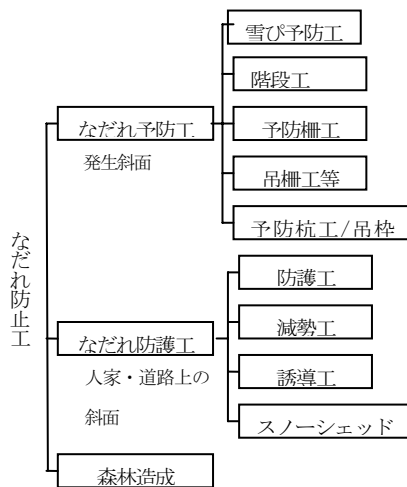 なだれ防止工
なだれ予防工
発生斜面
雪ぴ予防工
階段工
予防柵工
吊柵工等
予防杭工/吊枠
なだれ防護工
人家・道路上の
斜面
防護工
減勢工
誘導工
スノーシェッド
森林造成